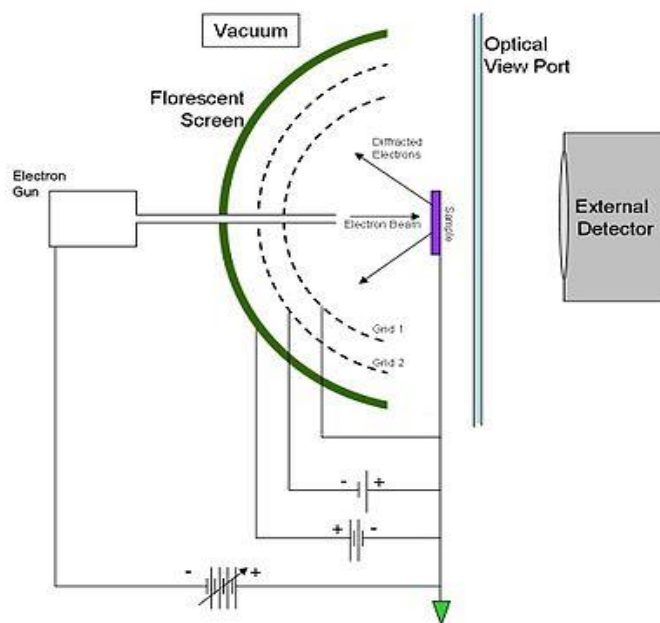 Vacuum
Optical
View Port
Florescent
Screen
Diffracted
Electrons
Electron
Gun
Electron Beam
Sample
External
Detector
Grid 1
Grid 2
- +
+ -
- +